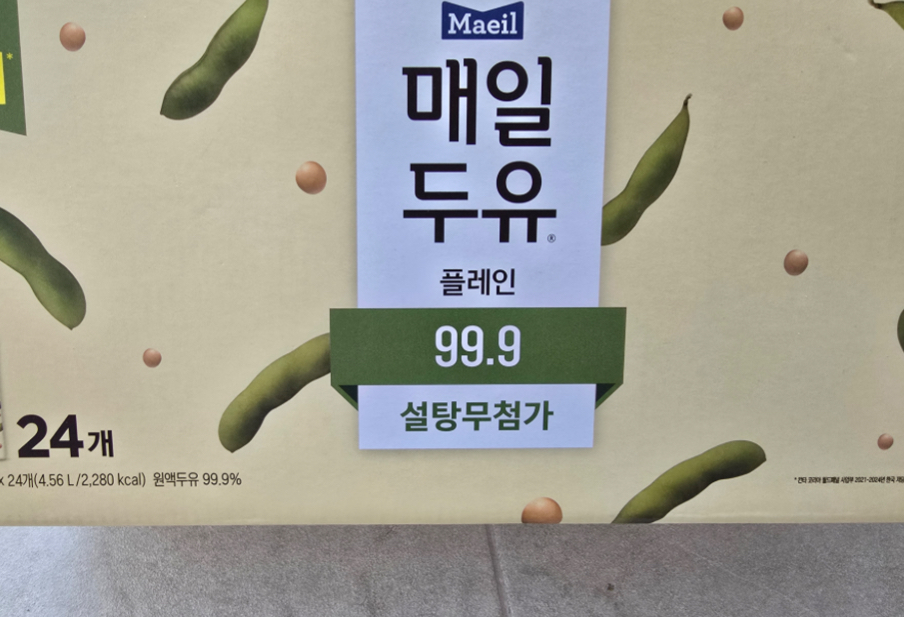 Maeil
매일
두유®
플레인
99.9
설탕무첨가
24개
x 24개(4.56 L/2,280 kcal) 원액두유 99.9%